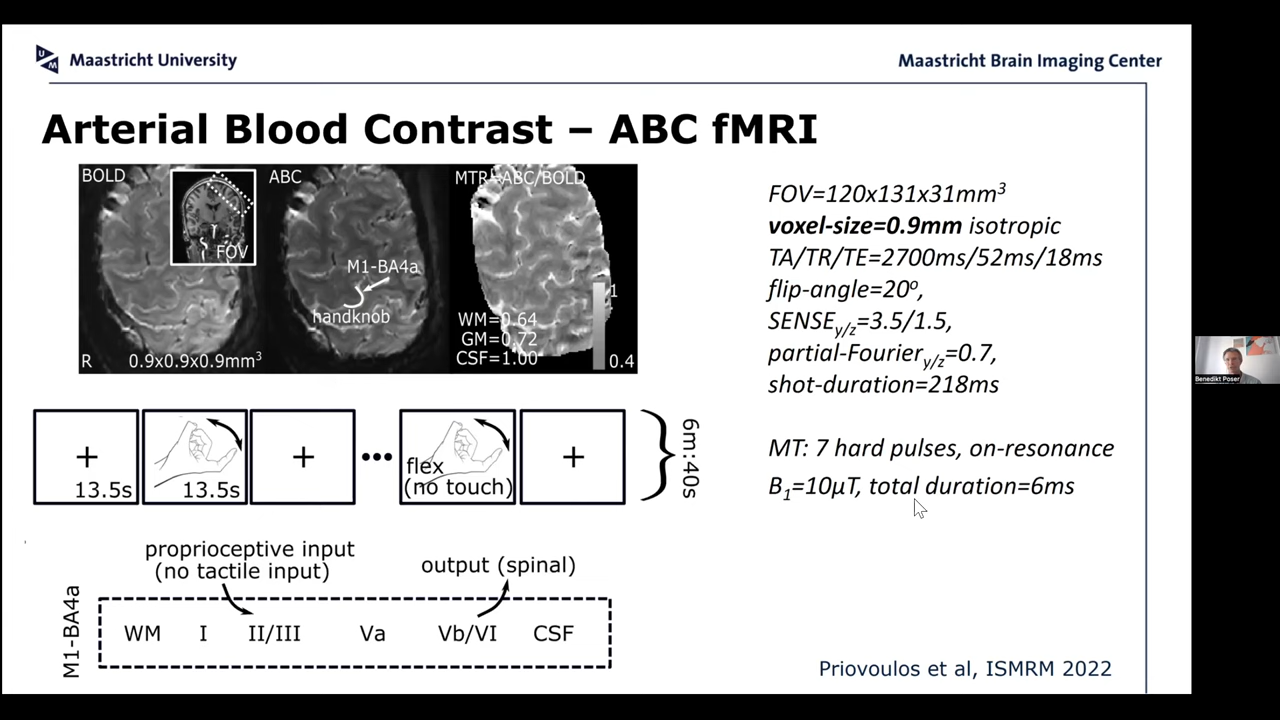 Maastricht University
Maastricht Brain Imaging Center
Arterial Blood Contrast – ABC fMRI
BOLD
FOV
R
0.9x0.9x0.9mm³
ABC
M1-BA4a
handknob
MTR~ABC/BOLD
WM=0.64
GM=0.72
CSF=1.00
1
0.4
FOV=120x131x31mm³
voxel-size=0.9mm isotropic
TA/TR/TE=2700ms/52ms/18ms
flip-angle=20º,
SENSEy/z=3.5/1.5,
partial-Fouriery/z=0.7,
shot-duration=218ms
MT: 7 hard pulses, on-resonance
B1=10µT, total duration=6ms
+
13.5s
13.5s
+
•••
flex
(no touch)
+
6m:40s
proprioceptive input
(no tactile input)
output (spinal)
M1-BA4a
WM I II/III Va Vb/VI CSF
Priovoulos et al, ISMRM 2022
Benedikt Poser